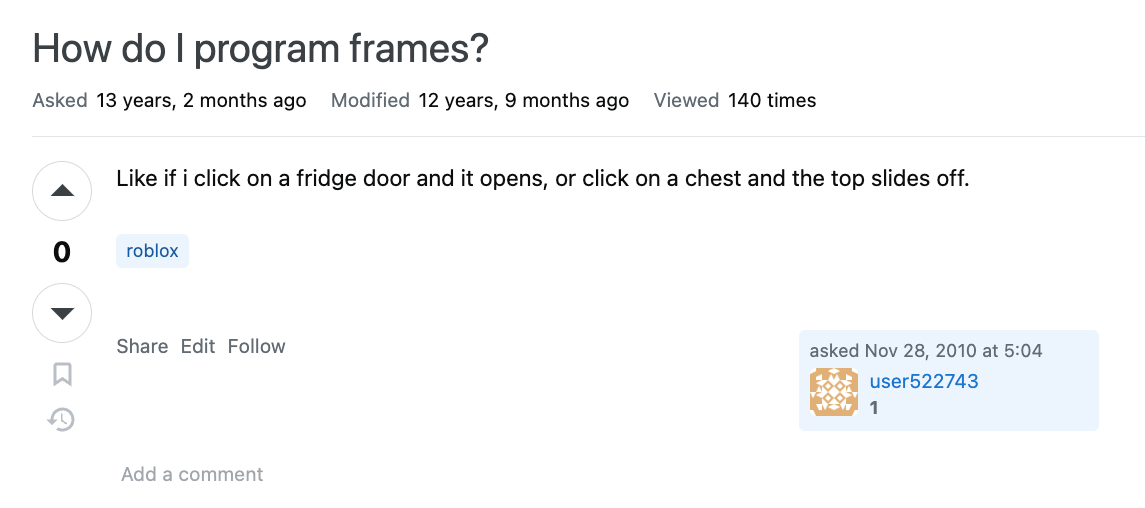 How do I program frames?
Asked 13 years, 2 months ago Modified 12 years, 9 months ago Viewed 140 times
Like if i click on a fridge door and it opens, or click on a chest and the top slides off.
0
roblox
Share Edit Follow
asked Nov 28, 2010 at 5:04
user522743
1
Add a comment